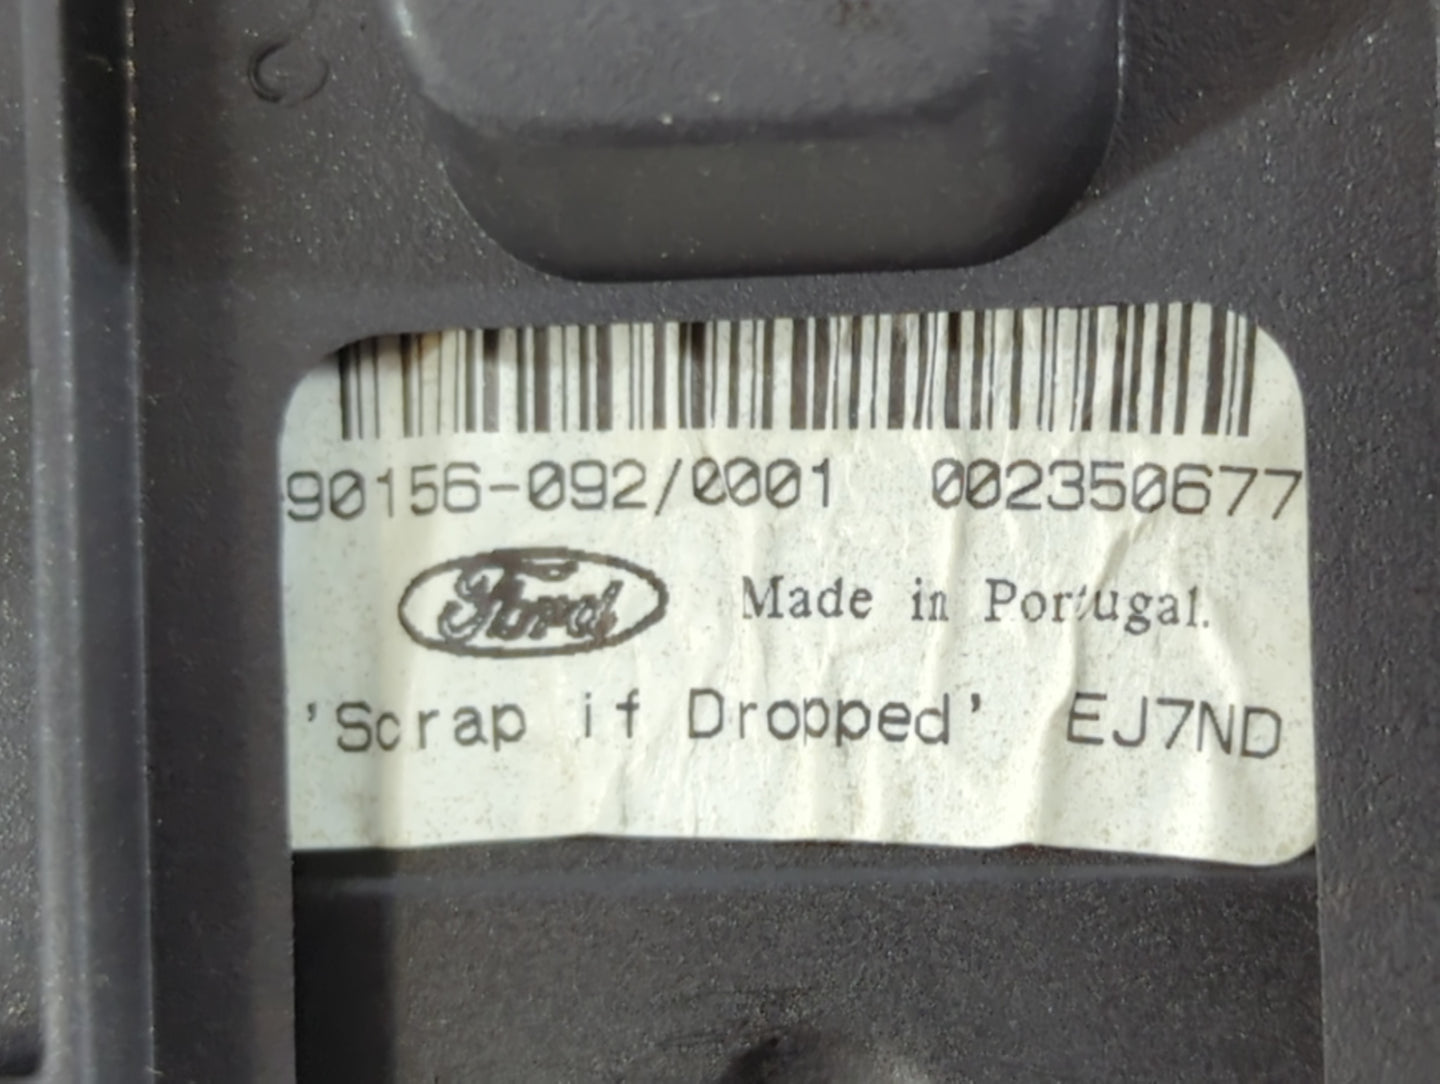 90156-092/0001 002350677
Ford Made in Portugal.
'Scrap if Dropped' EJ7ND